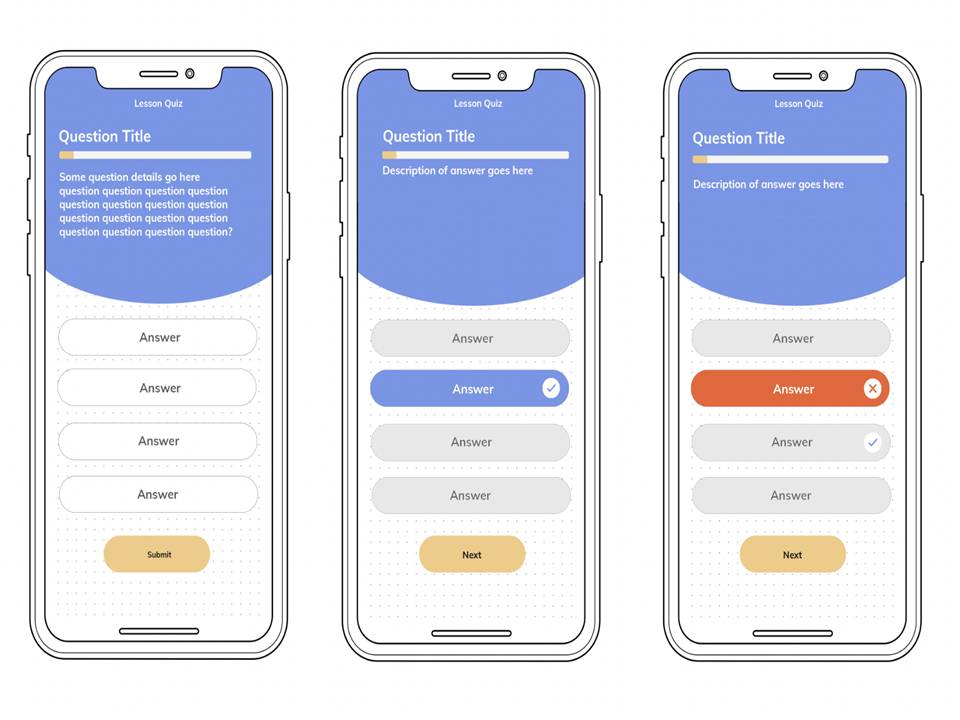 Lesson Quiz
Question Title
Some question details go here
question question question question
question question question question
question question question question
question question question question?
Answer
Answer
Answer
Answer
Submit
Lesson Quiz
Question Title
Description of answer goes here
Answer
Answer
Answer
Answer
Next
Lesson Quiz
Question Title
Description of answer goes here
Answer
Answer
Answer
Answer
Next